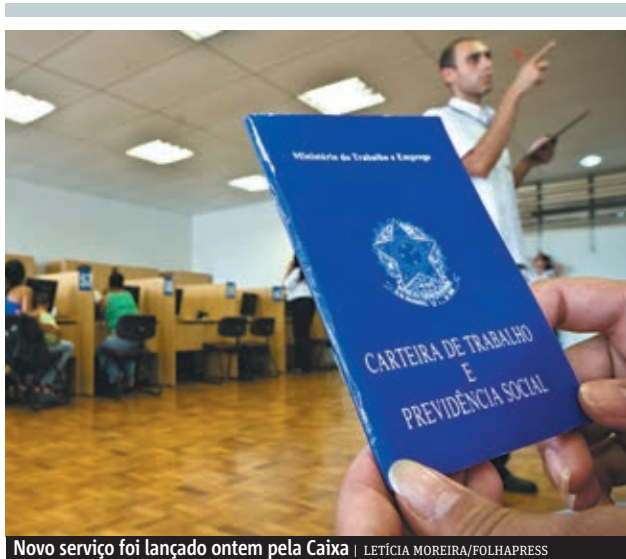 Ministério do Trabalho e Emprego
CARTEIRA DE TRABALHO
E
PREVIDÊNCIA SOCIAL
Novo serviço foi lançado ontem pela Caixa | LETÍCIA MOREIRA/FOLHAPRESS